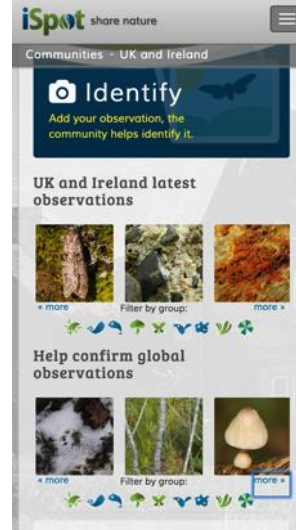 iSpot share nature
Communities - UK and Ireland
Identify
Add your observation, the
community helps identify it.
UK and Ireland latest
observations
« more Filter by group: more »
Help confirm global
observations
« more Filter by group: more »